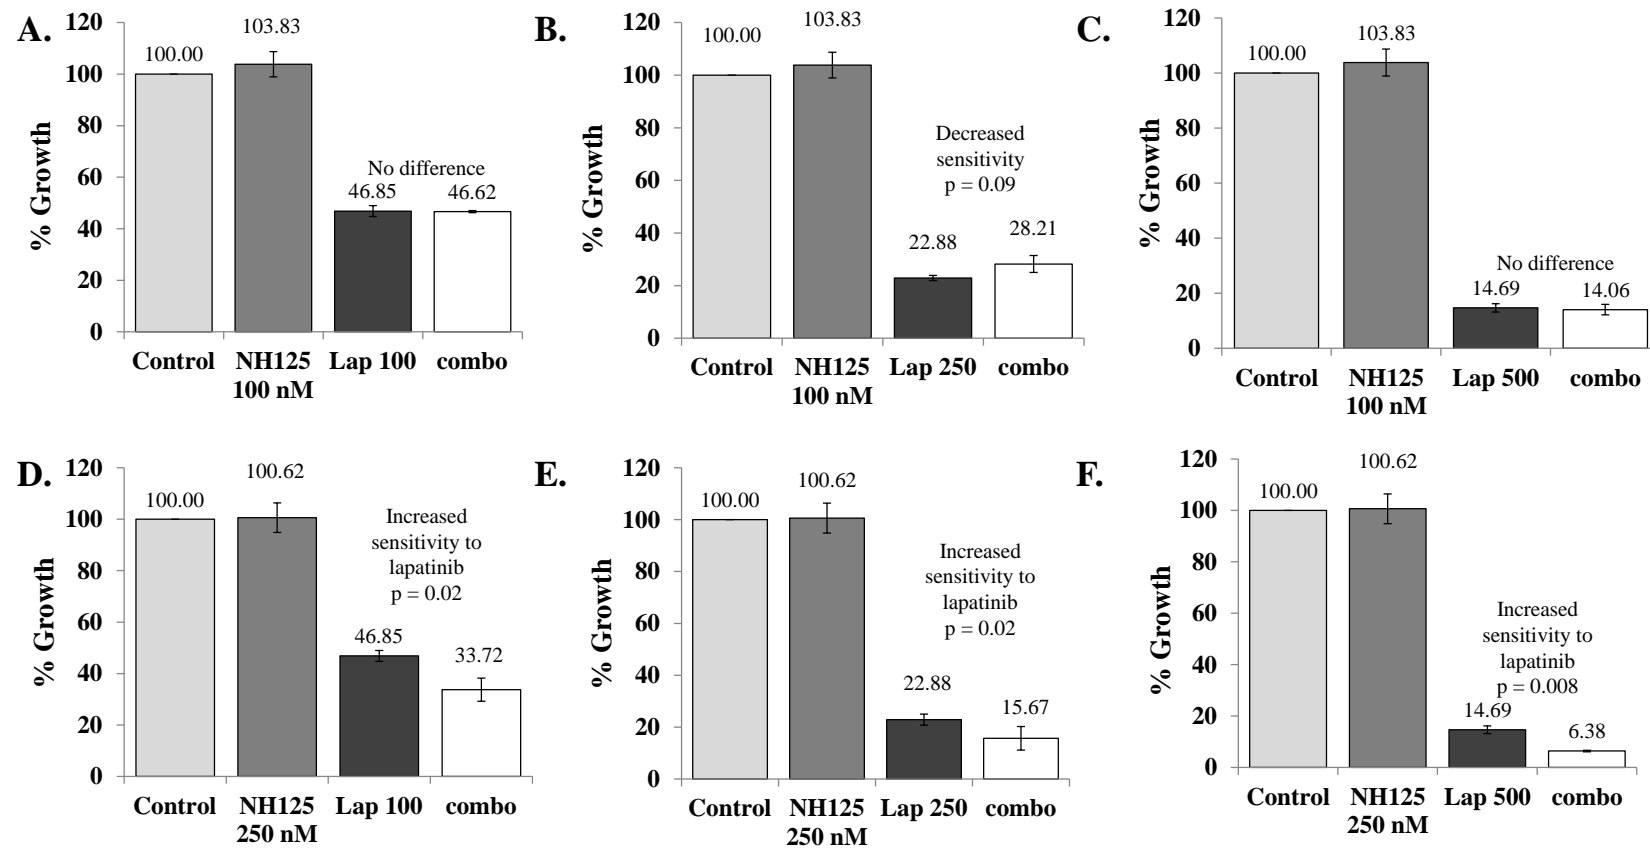 A.
% Growth
120
100
80
60
40
20
0
100.00
103.83
No difference
46.85
46.62
Control
NH125
100 nM
Lap 100
combo
B.
% Growth
120
100
80
60
40
20
0
100.00
103.83
Decreased
sensitivity
p = 0.09
22.88
28.21
Control
NH125
100 nM
Lap 250
combo
C.
% Growth
120
100
80
60
40
20
0
100.00
103.83
No difference
14.69
14.06
Control
NH125
100 nM
Lap 500
combo
D.
% Growth
120
100
80
60
40
20
0
100.00
100.62
Increased
sensitivity to
lapatinib
p = 0.02
46.85
33.72
Control
NH125
250 nM
Lap 100
combo
E.
% Growth
120
100
80
60
40
20
0
100.00
100.62
Increased
sensitivity to
lapatinib
p = 0.02
22.88
15.67
Control
NH125
250 nM
Lap 250
combo
F.
% Growth
120
100
80
60
40
20
0
100.00
100.62
Increased
sensitivity to
lapatinib
p = 0.008
14.69
6.38
Control
NH125
250 nM
Lap 500
combo